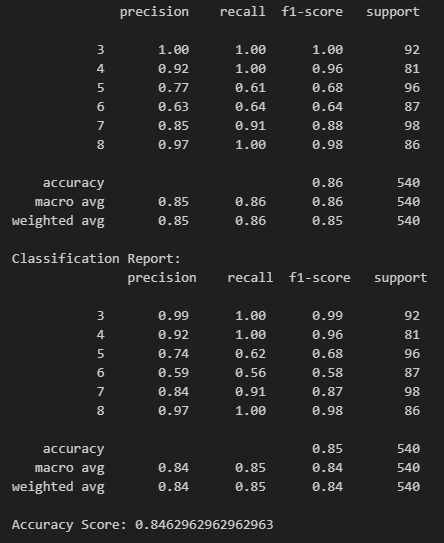 precision recall f1-score support
3 1.00 1.00 1.00 92
4 0.92 1.00 0.96 81
5 0.77 0.61 0.68 96
6 0.63 0.64 0.64 87
7 0.85 0.91 0.88 98
8 0.97 1.00 0.98 86
accuracy 0.86 540
macro avg 0.85 0.86 0.86 540
weighted avg 0.85 0.86 0.85 540
Classification Report:
precision recall f1-score support
3 0.99 1.00 0.99 92
4 0.92 1.00 0.96 81
5 0.74 0.62 0.68 96
6 0.59 0.56 0.58 87
7 0.84 0.91 0.87 98
8 0.97 1.00 0.98 86
accuracy 0.85 540
macro avg 0.84 0.85 0.84 540
weighted avg 0.84 0.85 0.84 540
Accuracy Score: 0.8462962962962963